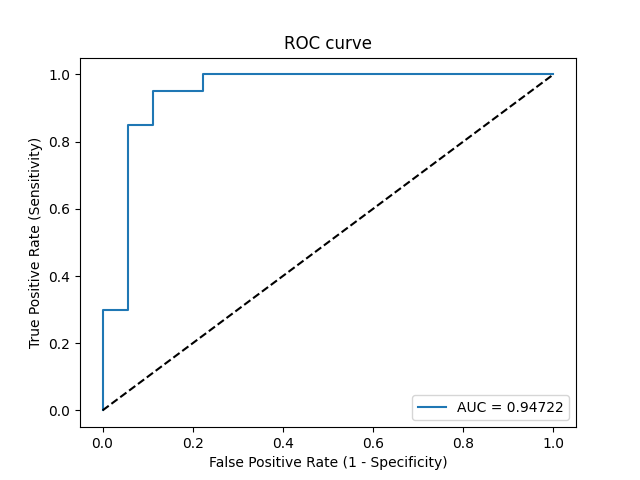 ROC curve
1.0
0.8
0.6
0.4
0.2
0.0
True Positive Rate (Sensitivity)
AUC = 0.94722
0.0 0.2 0.4 0.6 0.8 1.0
False Positive Rate (1 - Specificity)